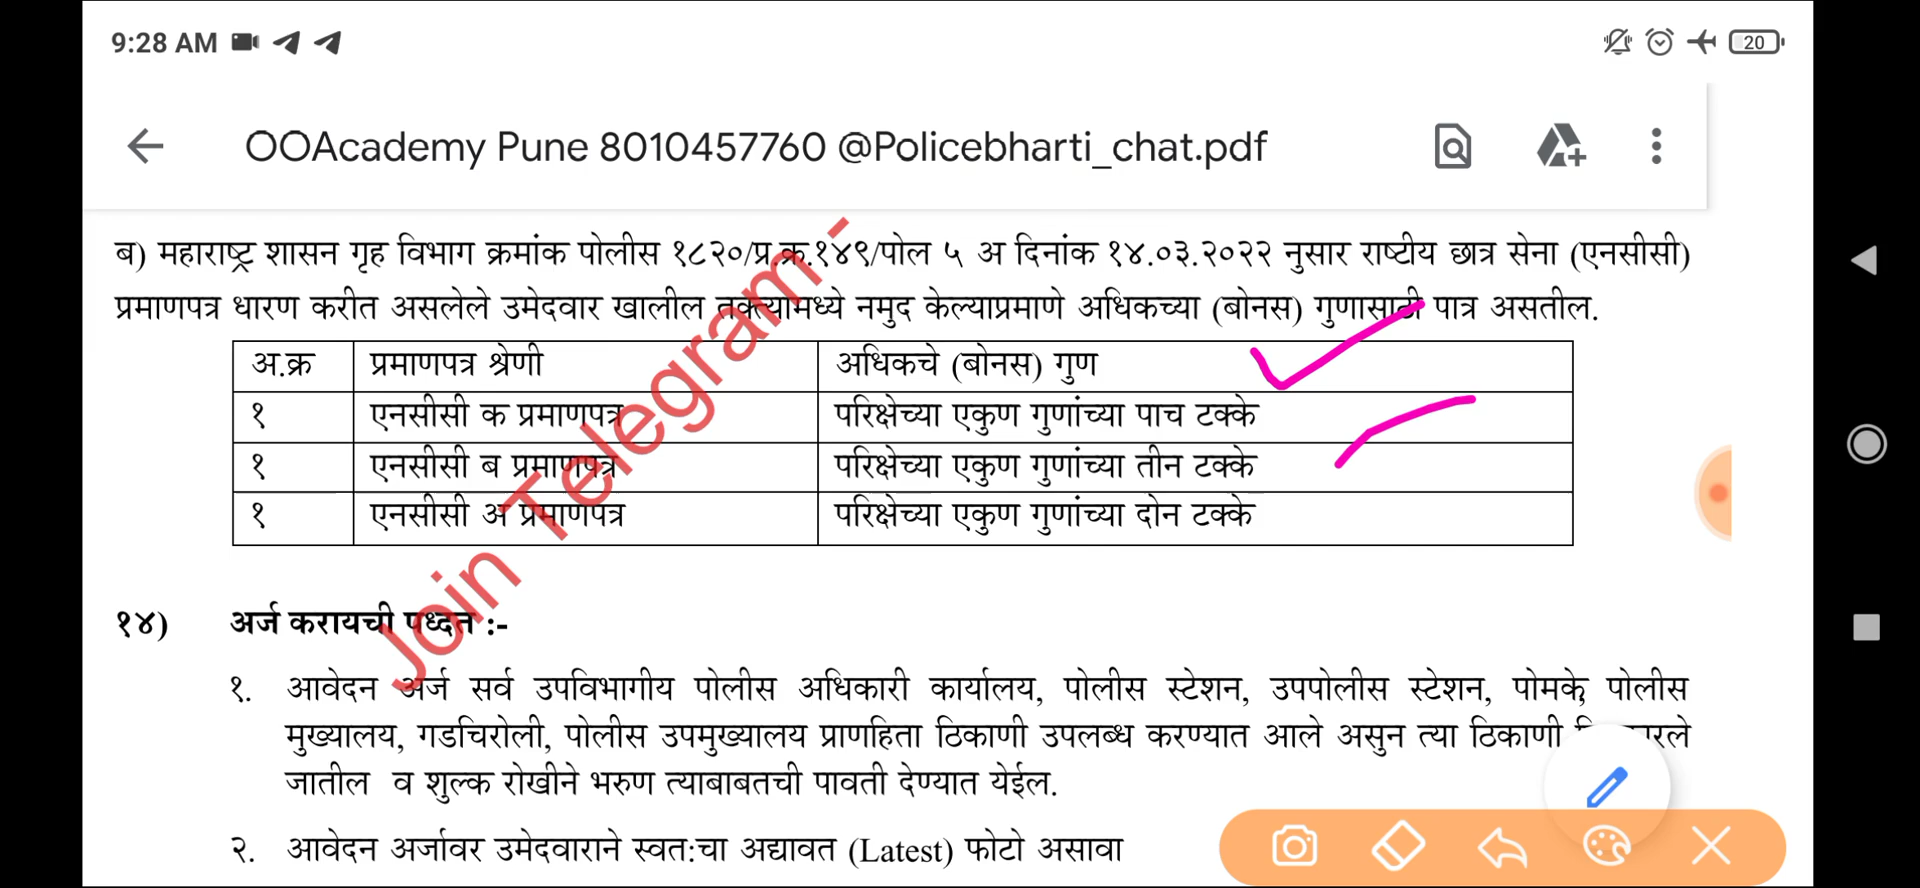 9:28 AM
20
OOAcademy Pune 8010457760 @Policebharti_chat.pdf
ब) महाराष्ट्र शासन गृह विभाग क्रमांक पोलीस १८२०/प्र.क्र.१४९/पोल ५ अ दिनांक १४.०३.२०२२ नुसार राष्टीय छात्र सेना (एनसीसी)
प्रमाणपत्र धारण करीत असलेले उमेदवार खालील तक्त्यामध्ये नमुद केल्याप्रमाणे अधिकच्या (बोनस) गुणासाठी पात्र असतील.
अ.क्र प्रमाणपत्र श्रेणी अधिकचे (बोनस) गुण
१ एनसीसी क प्रमाणपत्र परिक्षेच्या एकुण गुणांच्या पाच टक्के
१ एनसीसी ब प्रमाणपत्र परिक्षेच्या एकुण गुणांच्या तीन टक्के
१ एनसीसी अ प्रमाणपत्र परिक्षेच्या एकुण गुणांच्या दोन टक्के
Join Telegram -
१४) अर्ज करायची पध्दत :-
१. आवेदन अर्ज सर्व उपविभागीय पोलीस अधिकारी कार्यालय, पोलीस स्टेशन, उपपोलीस स्टेशन, पोमके, पोलीस
मुख्यालय, गडचिरोली, पोलीस उपमुख्यालय प्राणहिता ठिकाणी उपलब्ध करण्यात आले असुन त्या ठिकाणी
जातील व शुल्क रोखीने भरुण त्याबाबतची पावती देण्यात येईल.
२. आवेदन अर्जावर उमेदवाराने स्वत:चा अद्यावत (Latest) फोटो असावा